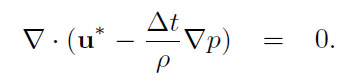 ∇ · (u* − Δt/ρ ∇p) = 0.